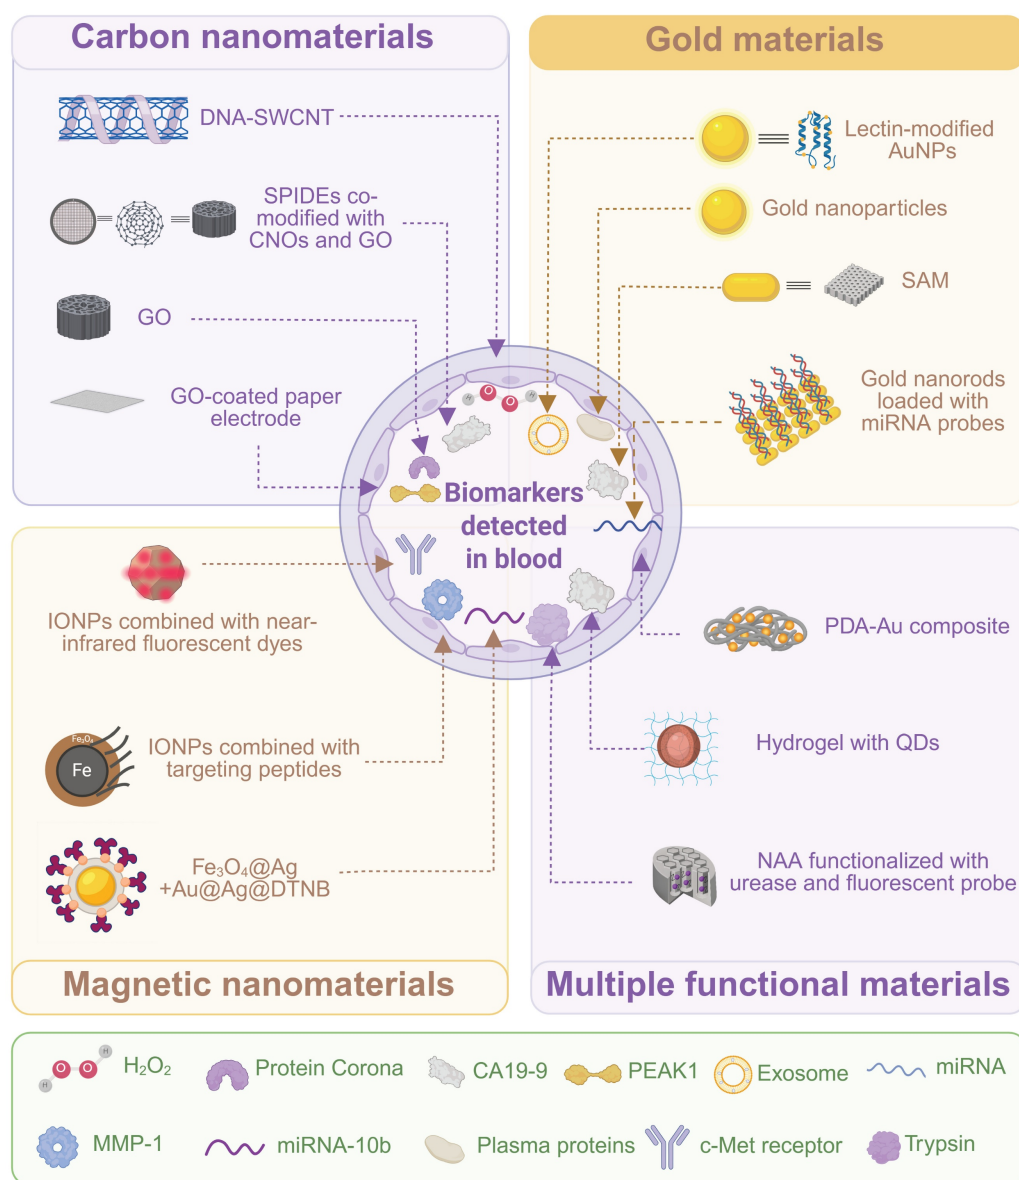 Carbon nanomaterials
Gold materials
DNA-SWCNT
SPIDEs co-
modified with
CNOs and GO
GO
GO-coated paper
electrode
Lectin-modified
AuNPs
Gold nanoparticles
SAM
Gold nanorods
loaded with
miRNA probes
H O O H
Biomarkers
detected
in blood
IONPs combined with near-
infrared fluorescent dyes
Fe₃O₄
Fe
IONPs combined with
targeting peptides
Fe₃O₄@Ag
+Au@Ag@DTNB
PDA-Au composite
Hydrogel with QDs
NAA functionalized with
urease and fluorescent probe
Magnetic nanomaterials
Multiple functional materials
H O O H
H₂O₂
Protein Corona
CA19-9
PEAK1
Exosome
miRNA
MMP-1
miRNA-10b
Plasma proteins
c-Met receptor
Trypsin